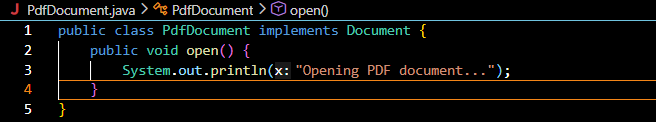 J PdfDocument.java > PdfDocument > open()
1 public class PdfDocument implements Document {
2 public void open() {
3 System.out.println(x: "Opening PDF document...");
4 }
5 }